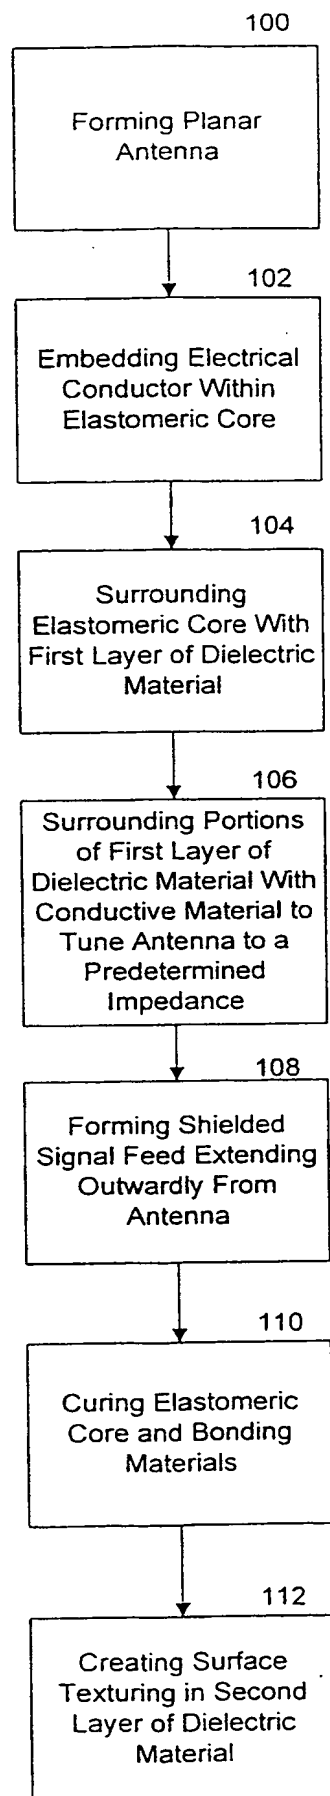 100
Forming Planar
Antenna
102
Embedding Electrical
Conductor Within
Elastomeric Core
104
Surrounding
Elastomeric Core With
First Layer of Dielectric
Material
106
Surrounding Portions
of First Layer of
Dielectric Material With
Conductive Material to
Tune Antenna to a
Predetermined
Impedance
108
Forming Shielded
Signal Feed Extending
Outwardly From
Antenna
110
Curing Elastomeric
Core and Bonding
Materials
112
Creating Surface
Texturing in Second
Layer of Dielectric
Material